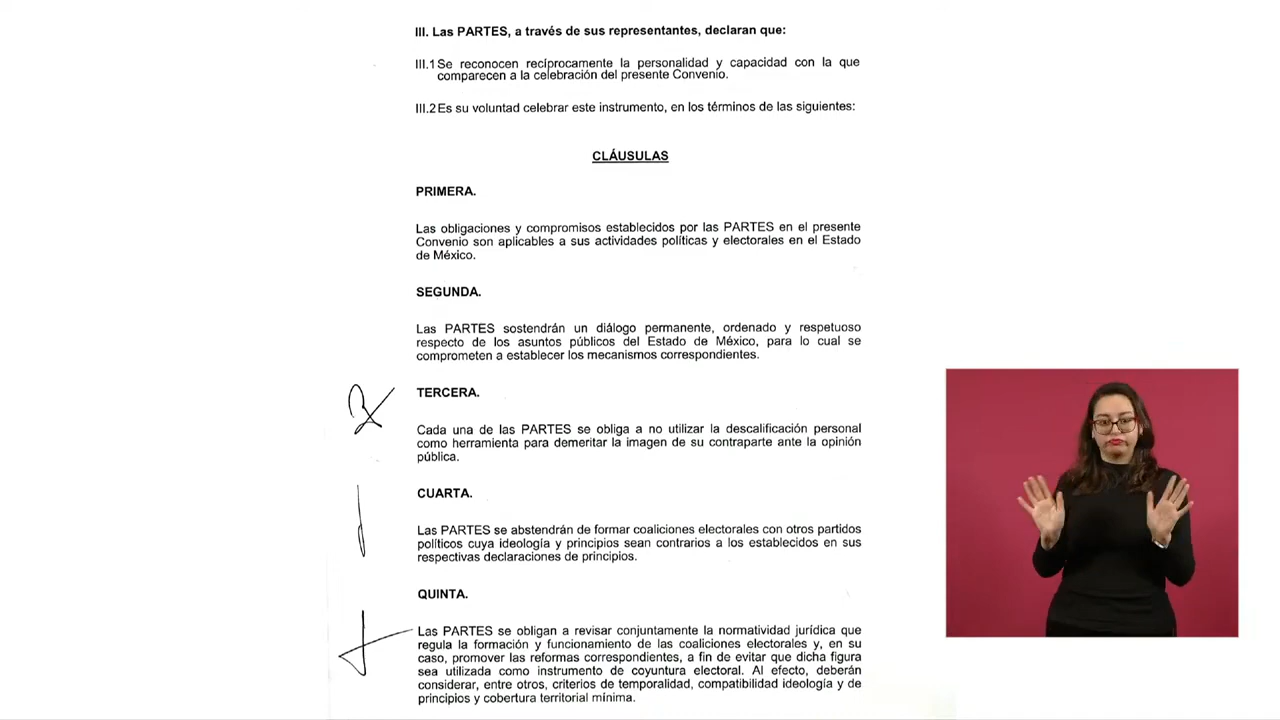 III. Las PARTES, a través de sus representantes, declaran que:
III.1 Se reconocen recíprocamente la personalidad y capacidad con la que
comparecen a la celebración del presente Convenio.
III.2 Es su voluntad celebrar este instrumento, en los términos de las siguientes:
CLÁUSULAS
PRIMERA.
Las obligaciones y compromisos establecidos por las PARTES en el presente
Convenio son aplicables a sus actividades políticas y electorales en el Estado
de México.
SEGUNDA.
Las PARTES sostendrán un diálogo permanente, ordenado y respetuoso
respecto de los asuntos públicos del Estado de México, para lo cual se
comprometen a establecer los mecanismos correspondientes.
TERCERA.
Cada una de las PARTES se obliga a no utilizar la descalificación personal
como herramienta para demeritar la imagen de su contraparte ante la opinión
pública.
CUARTA.
Las PARTES se abstendrán de formar coaliciones electorales con otros partidos
políticos cuya ideología y principios sean contrarios a los establecidos en sus
respectivas declaraciones de principios.
QUINTA.
Las PARTES se obligan a revisar conjuntamente la normatividad jurídica que
regula la formación y funcionamiento de las coaliciones electorales y, en su
caso, promover las reformas correspondientes, a fin de evitar que dicha figura
sea utilizada como instrumento de coyuntura electoral. Al efecto, deberán
considerar, entre otros, criterios de temporalidad, compatibilidad ideología y de
principios y cobertura territorial mínima.